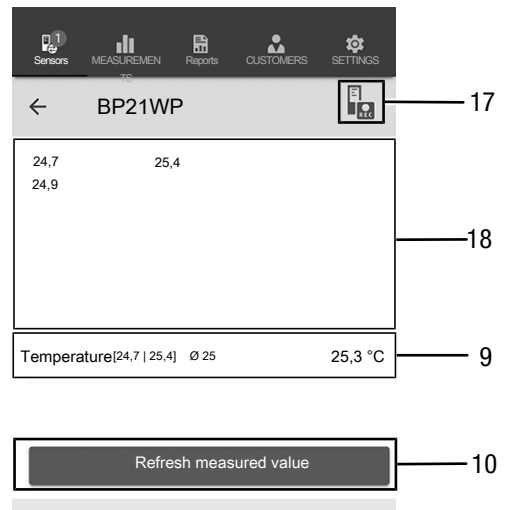 1
Sensors MEASUREMEN Reports CUSTOMERS SETTINGS
TS
BP21WP
REC
17
24,7 25,4
24,9
18
Temperature[24,7 | 25,4] Ø 25 25,3 °C
9
Refresh measured value
10